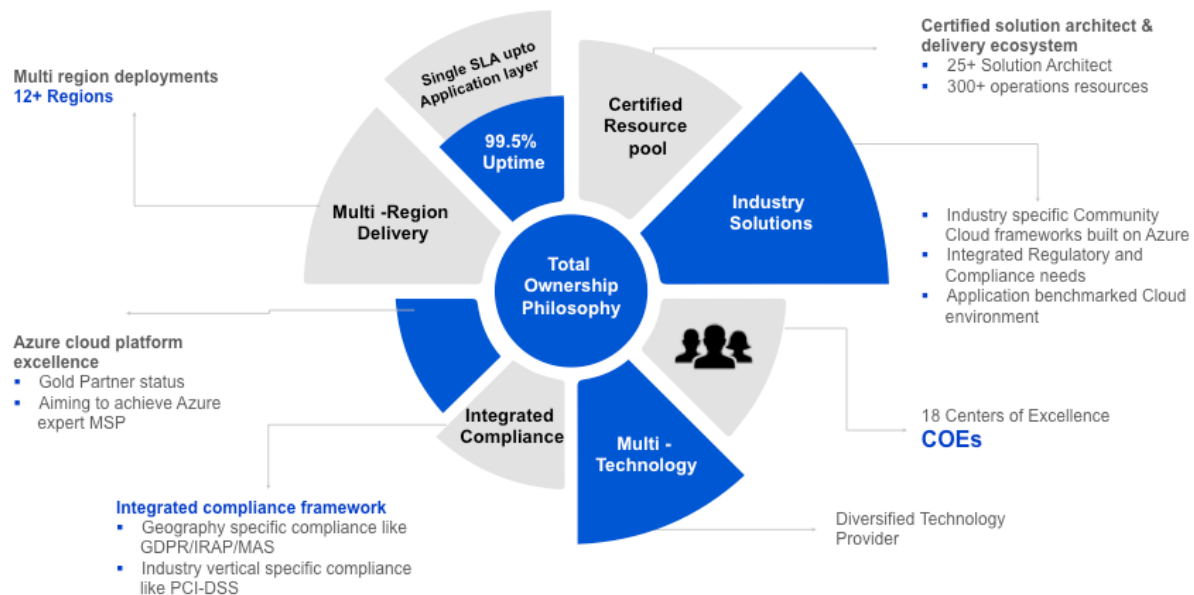 Multi region deployments
12+ Regions
Single SLA upto
Application layer
99.5%
Uptime
Certified
Resource
pool
Certified solution architect &
delivery ecosystem
25+ Solution Architect
300+ operations resources
Multi -Region
Delivery
Industry
Solutions
Industry specific Community
Cloud frameworks built on Azure
Integrated Regulatory and
Compliance needs
Application benchmarked Cloud
environment
Total
Ownership
Philosophy
Azure cloud platform
excellence
Gold Partner status
Aiming to achieve Azure
expert MSP
Integrated
Compliance
Multi -
Technology
18 Centers of Excellence
COEs
Integrated compliance framework
Geography specific compliance like
GDPR/IRAP/MAS
Industry vertical specific compliance
like PCI-DSS
Diversified Technology
Provider